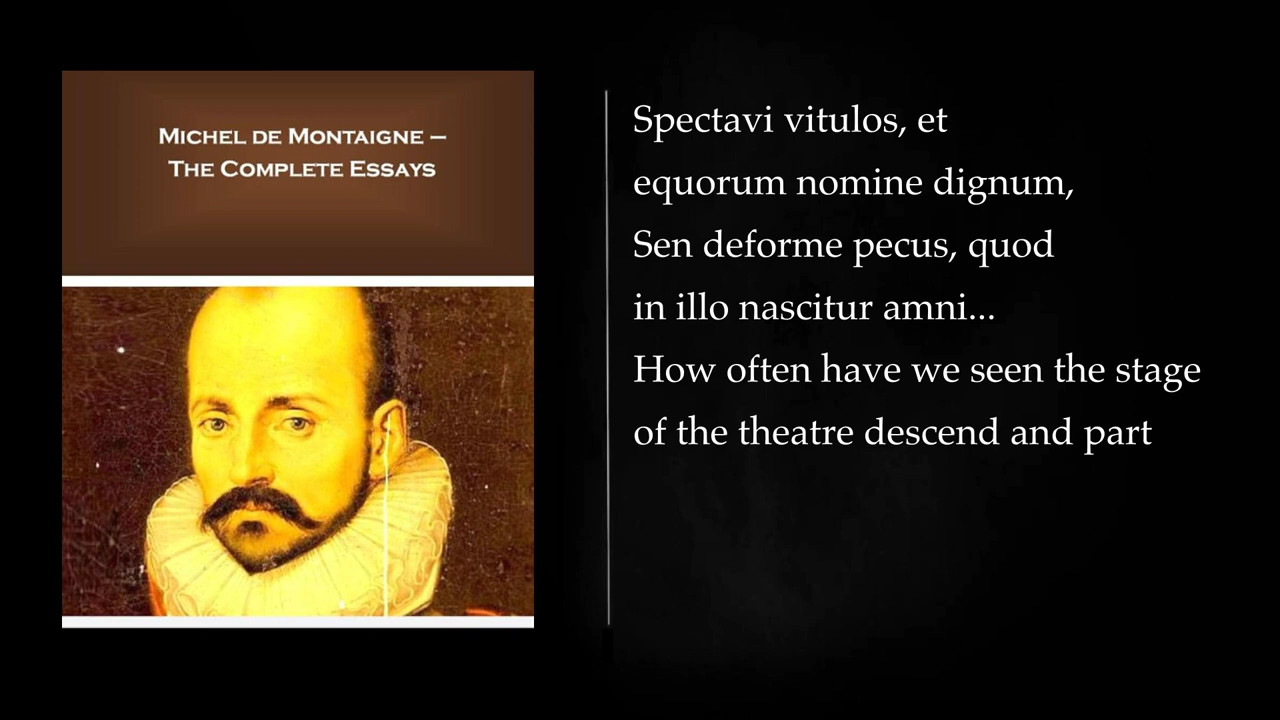 MICHEL DE MONTAIGNE –
THE COMPLETE ESSAYS
Spectavi vitulos, et
equorum nomine dignum,
Sen deforme pecus, quod
in illo nascitur amni...
How often have we seen the stage
of the theatre descend and part